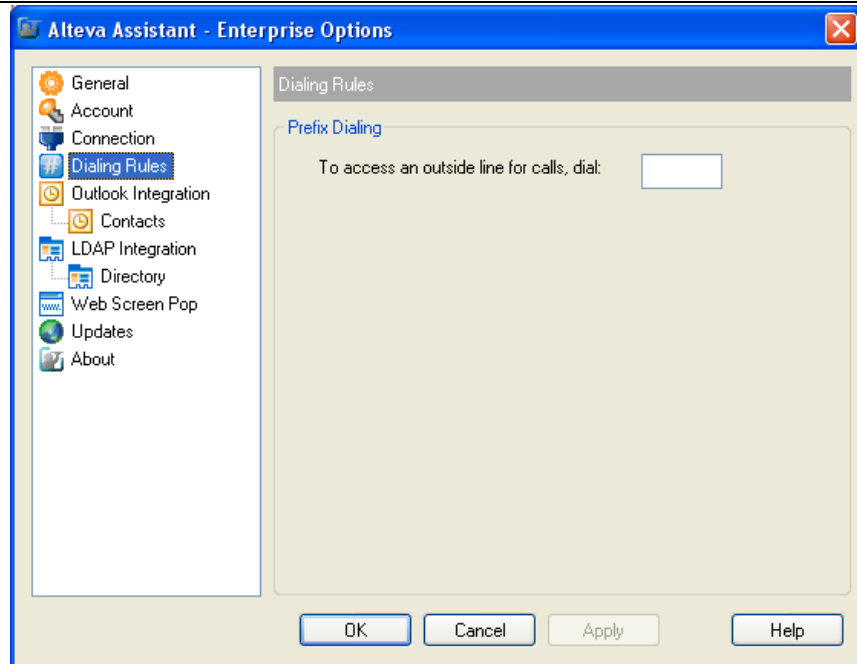 Alteva Assistant - Enterprise Options
General
Account
Connection
Dialing Rules
Outlook Integration
Contacts
LDAP Integration
Directory
Web Screen Pop
Updates
About
Dialing Rules
Prefix Dialing
To access an outside line for calls, dial:
OK
Cancel
Apply
Help